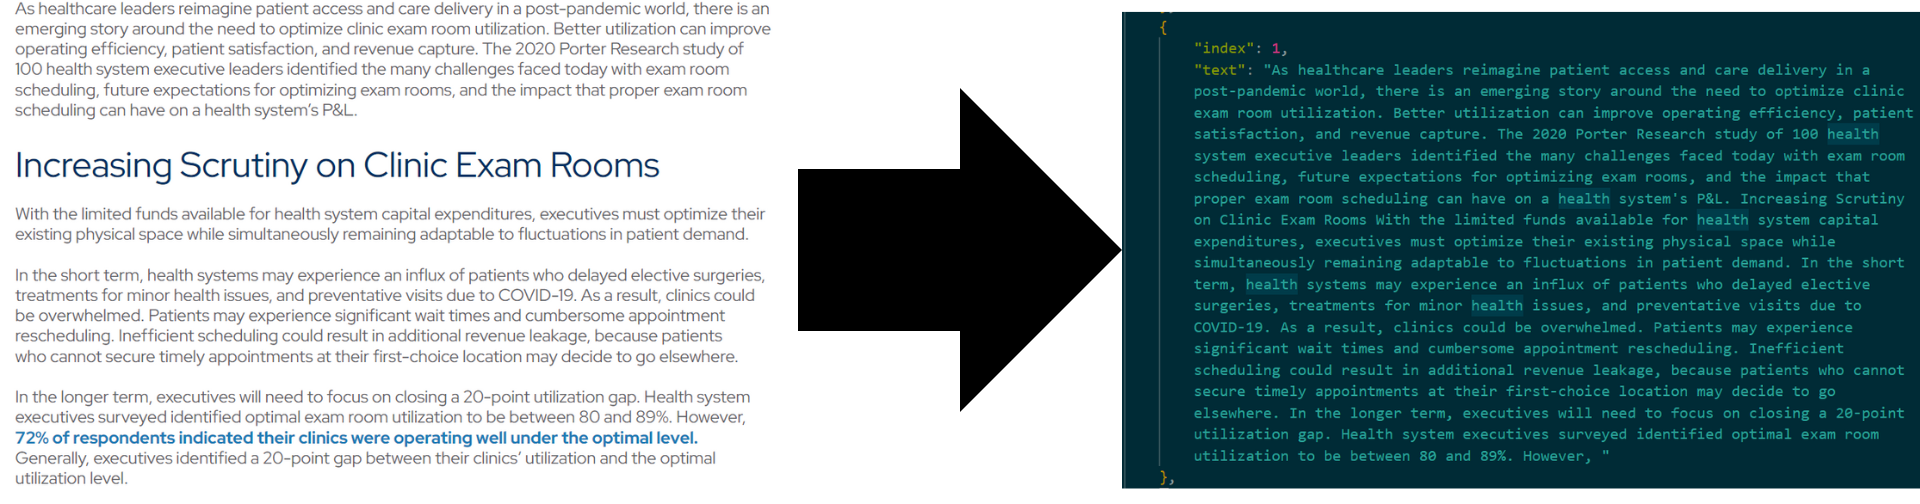 As healthcare leaders reimagine patient access and care delivery in a post-pandemic world, there is an
emerging story around the need to optimize clinic exam room utilization. Better utilization can improve
operating efficiency, patient satisfaction, and revenue capture. The 2020 Porter Research study of
100 health system executive leaders identified the many challenges faced today with exam room
scheduling, future expectations for optimizing exam rooms, and the impact that proper exam room
scheduling can have on a health system’s P&L.
Increasing Scrutiny on Clinic Exam Rooms
With the limited funds available for health system capital expenditures, executives must optimize their
existing physical space while simultaneously remaining adaptable to fluctuations in patient demand.
In the short term, health systems may experience an influx of patients who delayed elective surgeries,
treatments for minor health issues, and preventative visits due to COVID-19. As a result, clinics could
be overwhelmed. Patients may experience significant wait times and cumbersome appointment
rescheduling. Inefficient scheduling could result in additional revenue leakage, because patients
who cannot secure timely appointments at their first-choice location may decide to go elsewhere.
In the longer term, executives will need to focus on closing a 20-point utilization gap. Health system
executives surveyed identified optimal exam room utilization to be between 80 and 89%. However,
72% of respondents indicated their clinics were operating well under the optimal level.
Generally, executives identified a 20-point gap between their clinics’ utilization and the optimal
utilization level.
{
"index": 1,
"text": "As healthcare leaders reimagine patient access and care delivery in a
post-pandemic world, there is an emerging story around the need to optimize clinic
exam room utilization. Better utilization can improve operating efficiency, patient
satisfaction, and revenue capture. The 2020 Porter Research study of 100 health
system executive leaders identified the many challenges faced today with exam room
scheduling, future expectations for optimizing exam rooms, and the impact that
proper exam room scheduling can have on a health system's P&L. Increasing Scrutiny
on Clinic Exam Rooms With the limited funds available for health system capital
expenditures, executives must optimize their existing physical space while
simultaneously remaining adaptable to fluctuations in patient demand. In the short
term, health systems may experience an influx of patients who delayed elective
surgeries, treatments for minor health issues, and preventative visits due to
COVID-19. As a result, clinics could be overwhelmed. Patients may experience
significant wait times and cumbersome appointment rescheduling. Inefficient
scheduling could result in additional revenue leakage, because patients who cannot
secure timely appointments at their first-choice location may decide to go
elsewhere. In the longer term, executives will need to focus on closing a 20-point
utilization gap. Health system executives surveyed identified optimal exam room
utilization to be between 80 and 89%. However, "
},